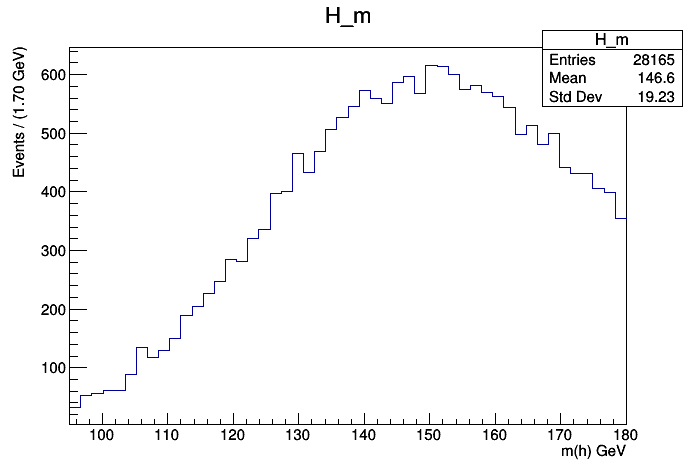 H_m
H_m
Entries 28165
Mean 146.6
Std Dev 19.23
Events / (1.70 GeV)
600
500
400
300
200
100
100 110 120 130 140 150 160 170 180
m(h) GeV